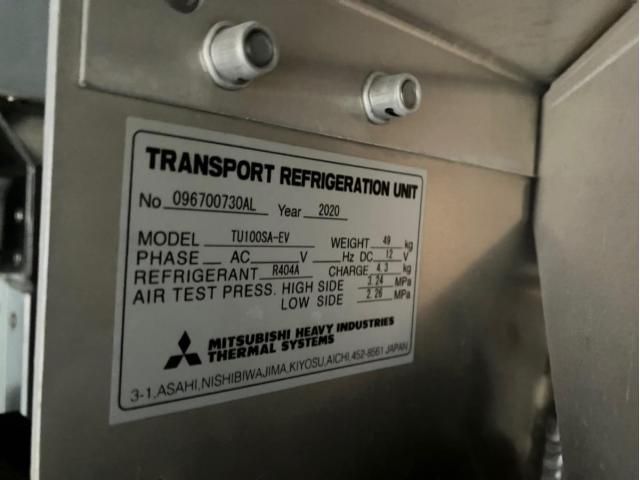 TRANSPORT REFRIGERATION UNIT
No 096700730AL Year 2020
MODEL TU100SA-EV WEIGHT 49 kg
PHASE AC V Hz DC 12 V
REFRIGERANT R404A CHARGE 4.3 kg
AIR TEST PRESS. HIGH SIDE 3.24 MPa
LOW SIDE 2.26 MPa
MITSUBISHI HEAVY INDUSTRIES
THERMAL SYSTEMS
3-1, ASAHI, NISHIBIWAJIMA, KIYOSU, AICHI, 452-8561 JAPAN